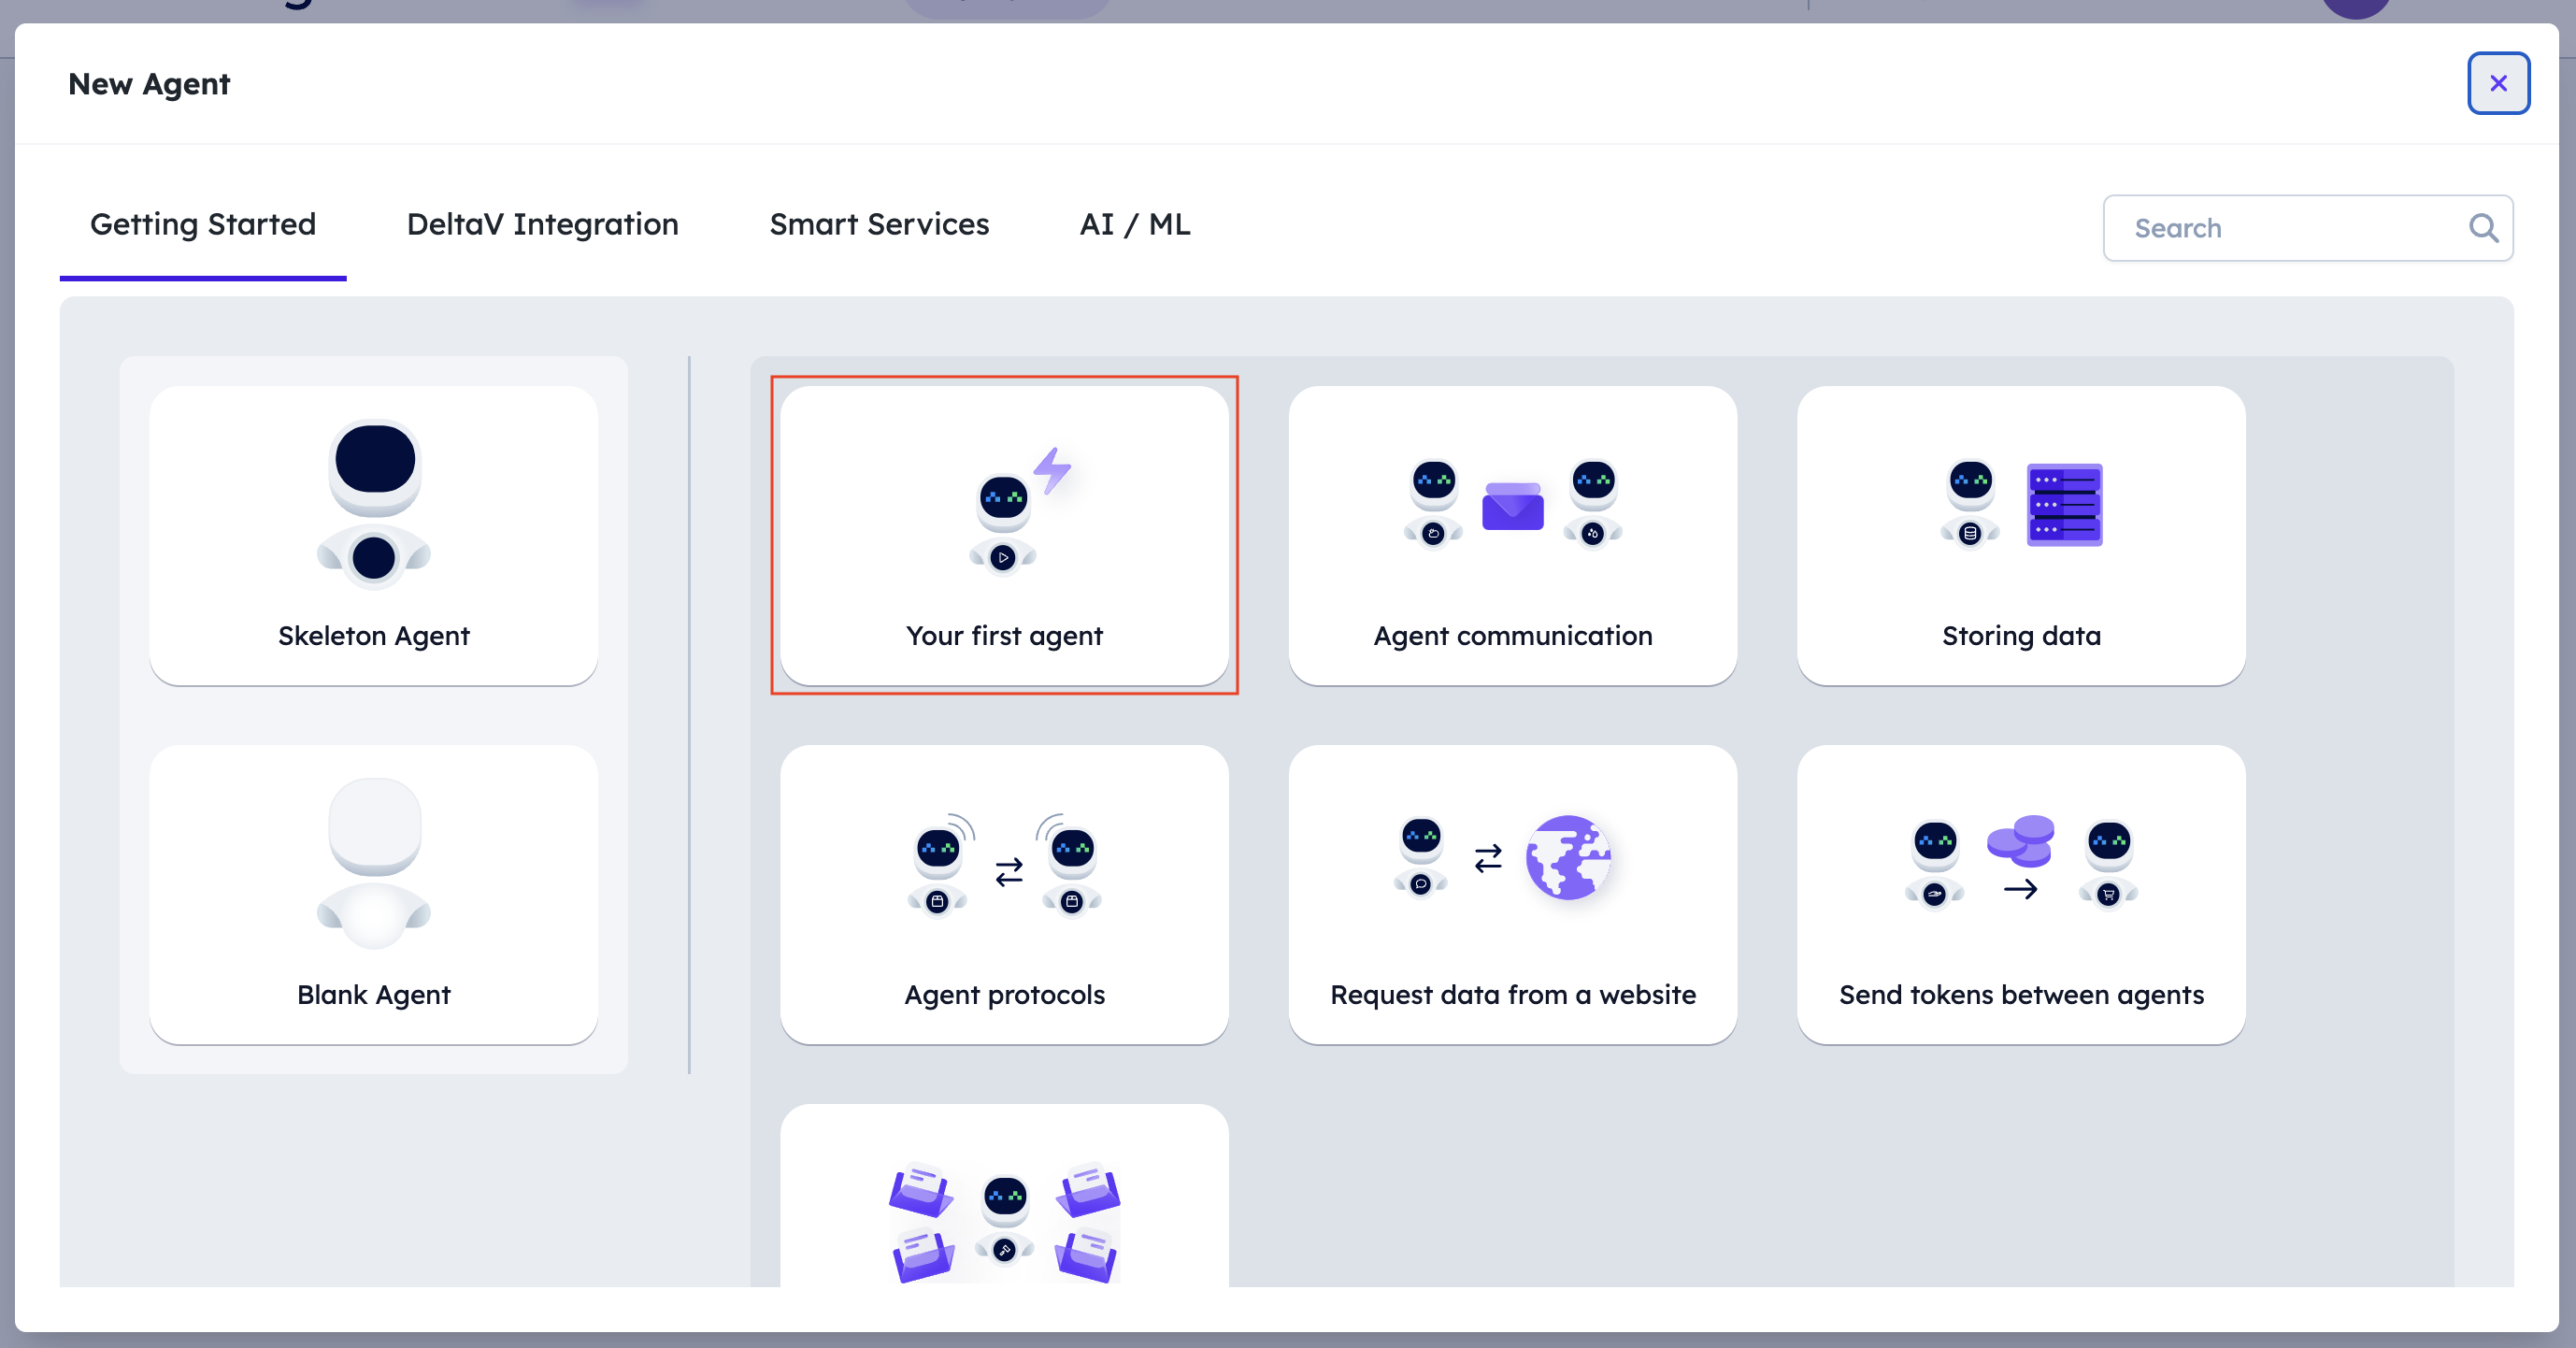 New Agent
Getting Started
DeltaV Integration
Smart Services
AI / ML
Search
Skeleton Agent
Your first agent
Agent communication
Storing data
Blank Agent
Agent protocols
Request data from a website
Send tokens between agents